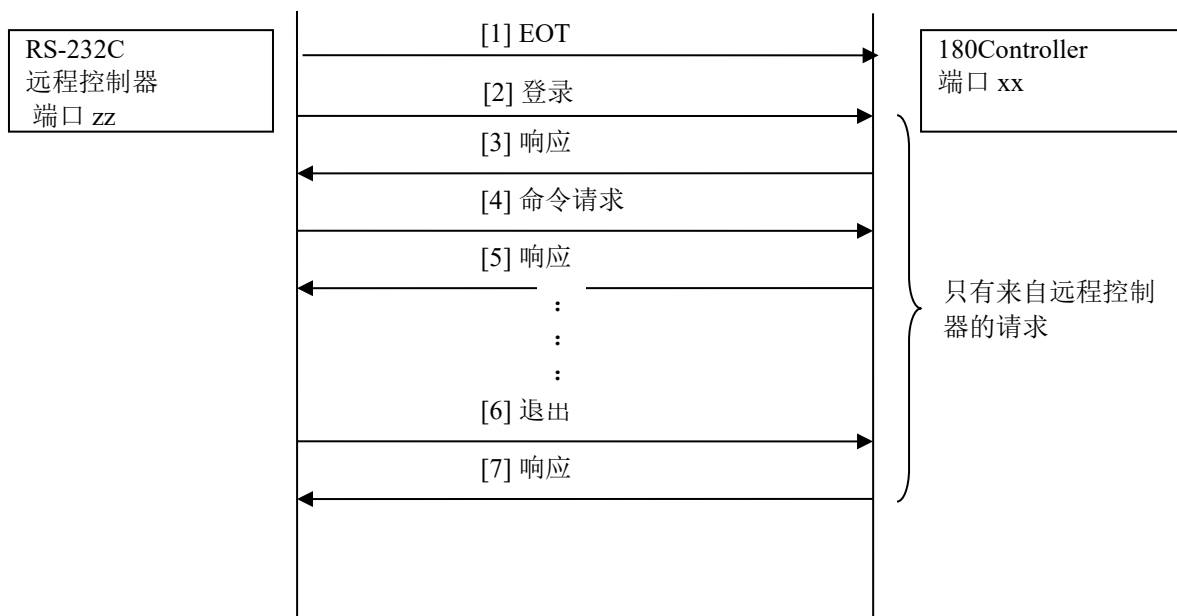 RS-232C
远程控制器
端口 zz
[1] EOT
[2] 登录
[3] 响应
[4] 命令请求
[5] 响应
:
:
:
[6] 退出
[7] 响应
180Controller
端口 xx
只有来自远程控制
器的请求